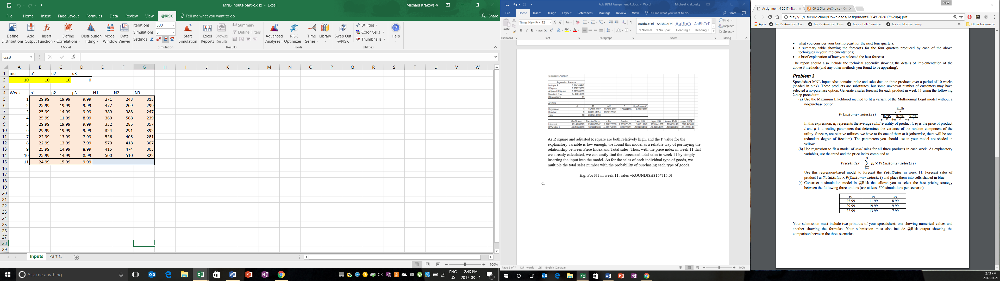 MNL-Inputs-part-c.xlsx - Excel
Michael Krakovsky
File Home Insert Page Layout Formulas Data Review View @RISK Tell me what you want to do
Share
Define Distributions
Add Output
Insert Function
Define Correlations
Distribution Fitting
Model Window
Data Viewer
Model
Iterations 500
Simulations 5
Settings
Start Simulation
Simulation
Excel Reports
Browse Results
Summary
Define Filters
Results
Advanced Analyses
RISK Optimizer
Time Series
Library
Tools
Swap Out @RISK
Utilities
Color Cells
Thumbnails
Help
Utilities
G28
fx
A B C D E F G H I J K L M N O P Q R S T U V W
1 mu u1 u2 u3
2 10 10 10 0
3
4 Week p1 p2 p3 N1 N2 N3
5 1 29.99 19.99 9.99 271 243 313
6 2 25.99 19.99 9.99 477 209 299
7 3 25.99 14.99 9.99 389 388 247
8 4 25.99 11.99 8.99 360 568 239
9 5 29.99 19.99 9.99 332 285 357
10 6 29.99 19.99 9.99 324 291 392
11 7 22.99 13.99 7.99 536 405 281
12 8 22.99 13.99 7.99 570 418 307
13 9 25.99 14.99 8.99 415 474 303
14 10 25.99 14.99 8.99 500 510 322
15 11 24.99 15.99 9.99
16
17
18
19
20
21
22
23
24
25
26
27
28
29
Inputs Part C
100%
Ask me anything
ENG US
2:43 PM
2017-03-21
Adv BDM Assignment 4.docx - Word
Michael Krakovsky
File Home Insert Design Layout References Mailings Review View Tell me what you want to do
Share
Paste
Times New Ro 12
AaBbCcDd AaBbCcDd AaBbCc AaBbCcD
¶ Normal ¶ No Spac... Heading 1 Heading 2
Find
Replace
Select
Clipboard Font Paragraph Styles Editing
SUMMARY OUTPUT
Regression Statistics
Multiple R 0.814109947
R Square 0.662775007
Adjusted R Square 0.625305563
Standard Error 94.47818569
Observations 11
ANOVA
df SS MS F Significance F
Regression 1 157889.0337 157889.0337 17.6884133 0.00228711
Residual 9 80335.14814 8926.127571
Total 10 238224.1818
Coefficients Standard Error t Stat P-value Lower 95% Upper 95% Lower 95.0% Upper 95.0%
Intercept 2314.286675 290.0572942 7.978722553 2.26107E-05 1658.13149 2970.441861 1658.13149 2970.441861
X Variable 1 -78.17849953 18.58843778 -4.205759539 0.00228711 -120.2284672 -36.12853185 -120.228467 -36.12853185
As R square and adjusted R square are both relatively high, and the P value for the
explanatory variable is low enough, we found this model as a reliable way of portraying the
relationship between Price Index and Total sales. Thus, with the price index in week 11 that
we already calculated, we can easily find the forecasted total sales in week 11 by simply
inserting the input into the model. As for the sales of each individual type of goods, we
multiple the total sales number with the probability of purchasing each type of goods.
E.g. For N1 in week 11, sales =ROUND($H$15*J15,0)
C.
Page 6 of 7 1271 words English (Canada)
100%
Mike
Assignment 4 2017 (4).p
09_2 DiscreteChoice - C
file:///C:/Users/Michael/Downloads/Assignment%204%202017%20(4).pdf
Apps Jay Z's American Gan Jay Z's American Drea Jay Z's Fallin' sample Jay Z's Takeover samp Other bookmarks
• what you consider your best forecast for the next four quarters;
• a summary table showing the forecasts for the four quarters produced by each of the above
techniques in your implementations;
• a brief explanation of how you selected the best forecast.
The report should also include the technical appendix showing the details of implementation of the
above 3 methods (and any other methods you found to be appealing).
Problem 3
Spreadsheet MNL Inputs.xlsx contains price and sales data on three products over a period of 10 weeks
(shaded in pink). These products are substitutes, but some unknown number of customers may have
selected a no-purchase option. Generate a sales forecast for each product in week 11 using the following
2-step procedure:
(a) Use the Maximum Likelihood method to fit a variant of the Multinomial Logit model without a
no-purchase option:
P(Customer selects i) = e^((u_i−p_i)/μ) / (e^((u_1−p_1)/μ) + e^((u_2−p_2)/μ) + e^((u_3−p_3)/μ))
In this expression, u_i represents the average relative utility of product i, p_i is the price of product
i and μ is a scaling parameters that determines the variance of the random component of the
utility. Since u_i are relative utilities, we have to fix one of them at 0 (otherwise, there will be one
redundant degree of freedom). The parameters you should use in your model are shaded in
yellow.
(b) Use regression to fit a model of total sales for all three products in each week. As explanatory
variables, use the trend and the price index computed as
PriceIndex = ∑_{i=1}^{3} p_i × P(Customer selects i)
Use this regression-based model to forecast the TotalSales in week 11. Forecast sales of
product i as TotalSales × P(Customer selects i) and place them into cells shaded in blue.
(c) Construct a simulation model in @Risk that allows you to select the best pricing strategy
between the following three options (use at least 500 simulations per scenario):
p1 p2 p3
25.99 11.99 8.99
29.99 19.99 9.99
22.99 13.99 7.99
Your submission must include two printouts of your spreadsheet: one showing numerical values and
another showing the formulas. Your submission must also include @Risk output showing the
comparison between the three scenarios.
2:43 PM
2017-03-21